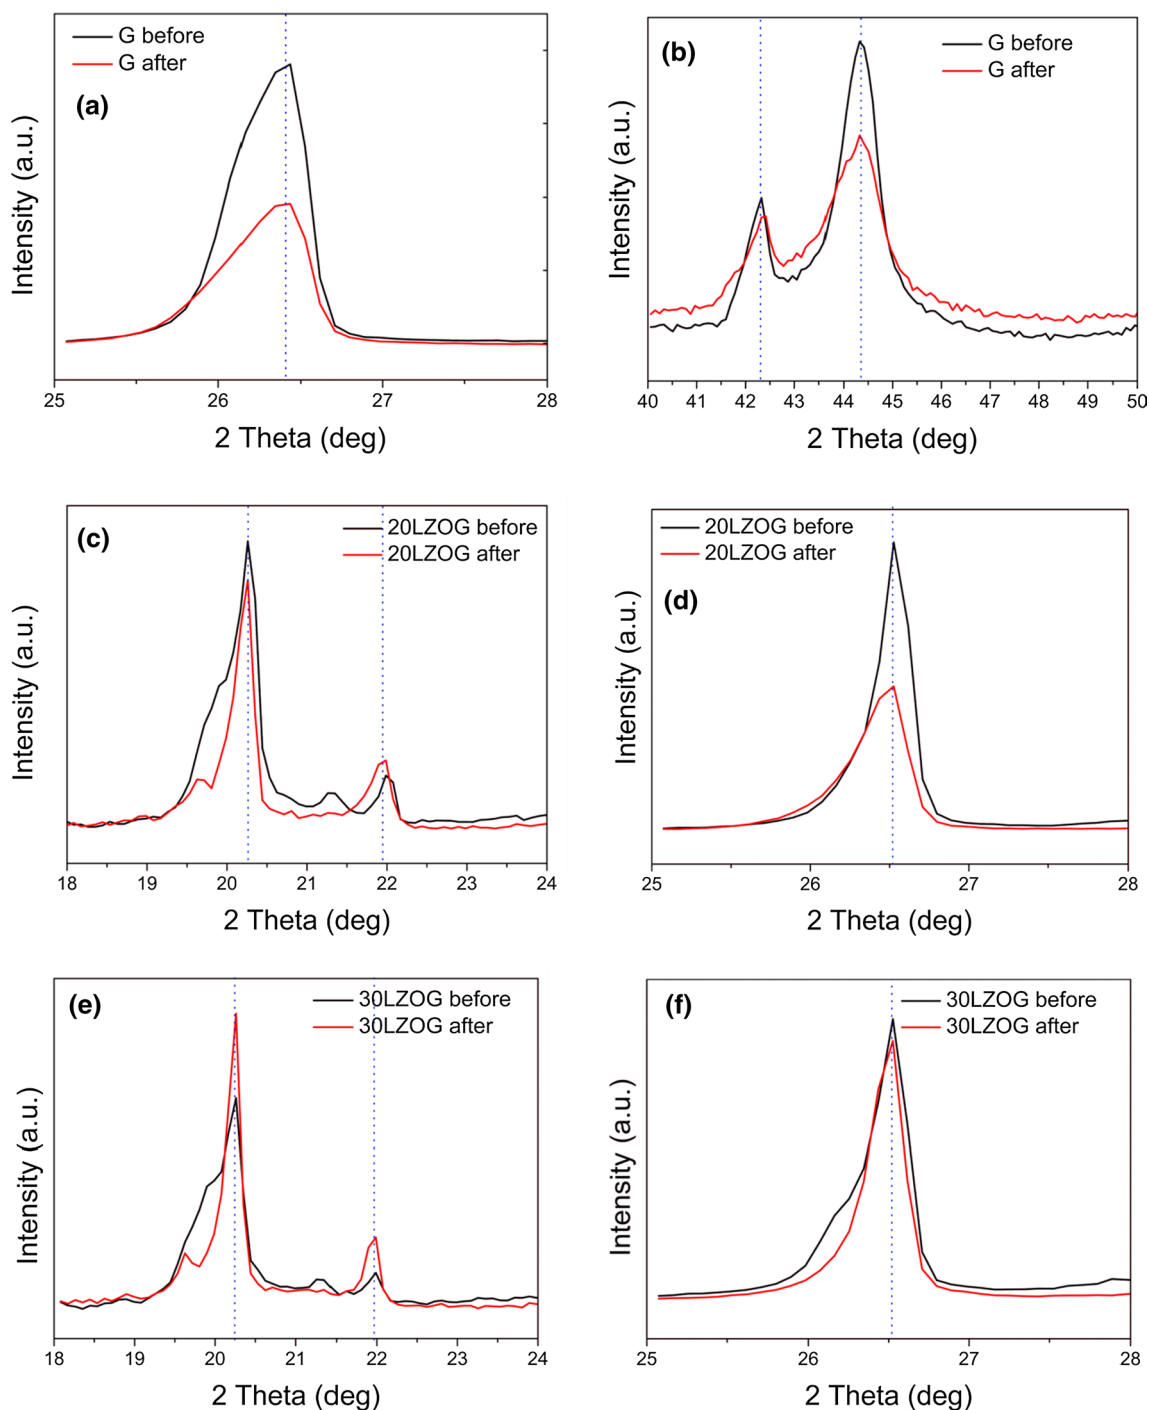 G before
G after
(a)
Intensity (a.u.)
25 26 27 28
2 Theta (deg)
(b)
G before
G after
Intensity (a.u.)
40 41 42 43 44 45 46 47 48 49 50
2 Theta (deg)
(c)
20LZOG before
20LZOG after
Intensity (a.u.)
18 19 20 21 22 23 24
2 Theta (deg)
20LZOG before
20LZOG after
(d)
Intensity (a.u.)
25 26 27 28
2 Theta (deg)
(e)
30LZOG before
30LZOG after
Intensity (a.u.)
18 19 20 21 22 23 24
2 Theta (deg)
(f)
30LZOG before
30LZOG after
Intensity (a.u.)
25 26 27 28
2 Theta (deg)